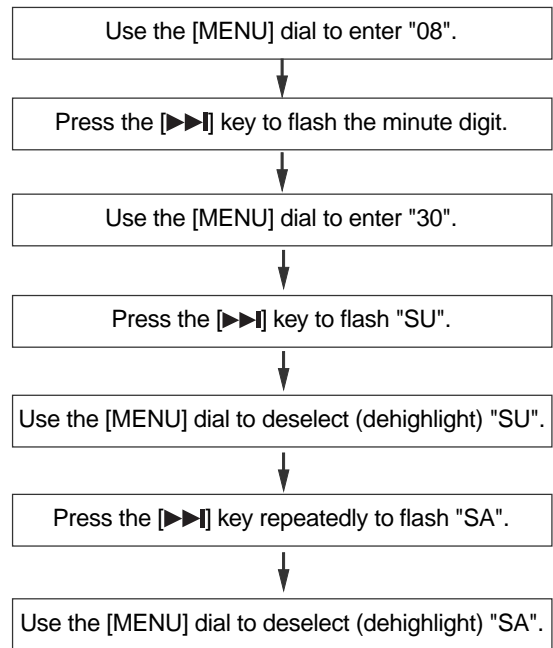 Use the [MENU] dial to enter "08".
Press the [▶▶I] key to flash the minute digit.
Use the [MENU] dial to enter "30".
Press the [▶▶I] key to flash "SU".
Use the [MENU] dial to deselect (dehighlight) "SU".
Press the [▶▶I] key repeatedly to flash "SA".
Use the [MENU] dial to deselect (dehighlight) "SA".